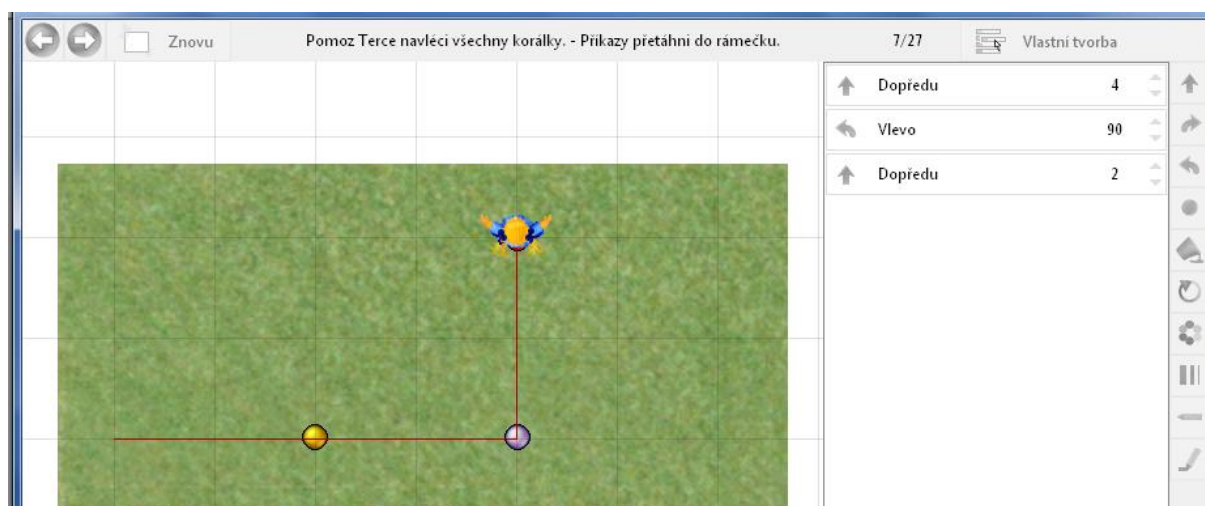 Znovu Pomoz Terce navléci všechny korálky. - Příkazy přetáhni do rámečku. 7/27 Vlastní tvorba
Dopředu 4
Vlevo 90
Dopředu 2